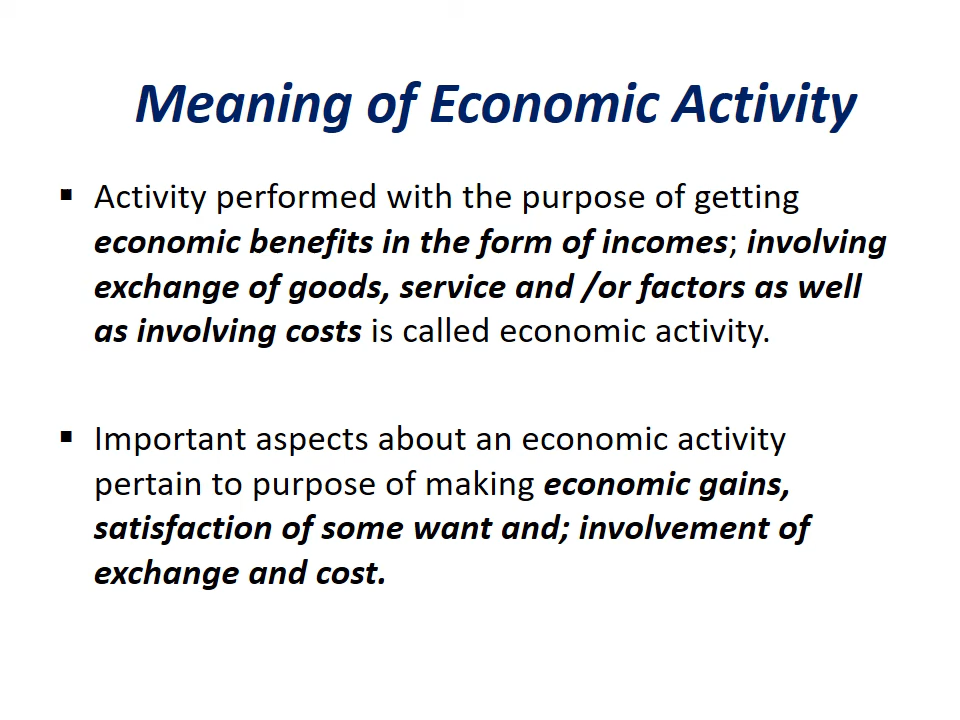 Meaning of Economic Activity
▪ Activity performed with the purpose of getting
economic benefits in the form of incomes; involving
exchange of goods, service and /or factors as well
as involving costs is called economic activity.
▪ Important aspects about an economic activity
pertain to purpose of making economic gains,
satisfaction of some want and; involvement of
exchange and cost.